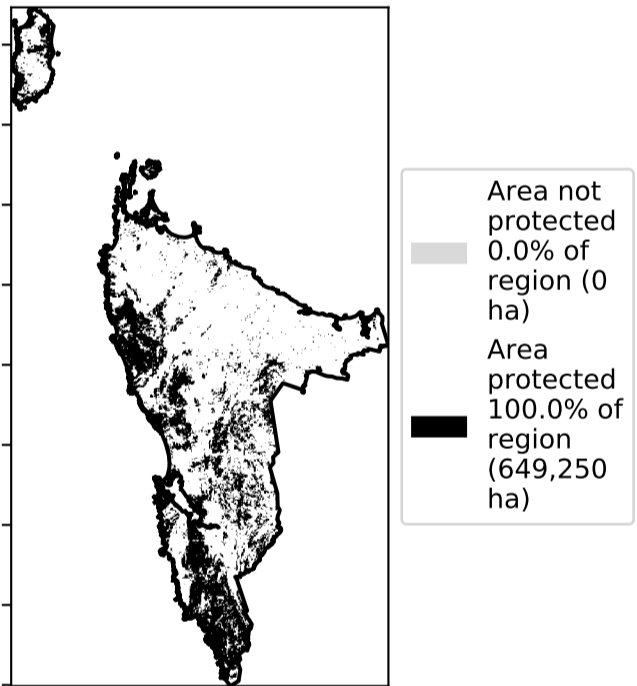 Area not
protected
0.0% of
region (0
ha)
Area
protected
100.0% of
region
(649,250
ha)